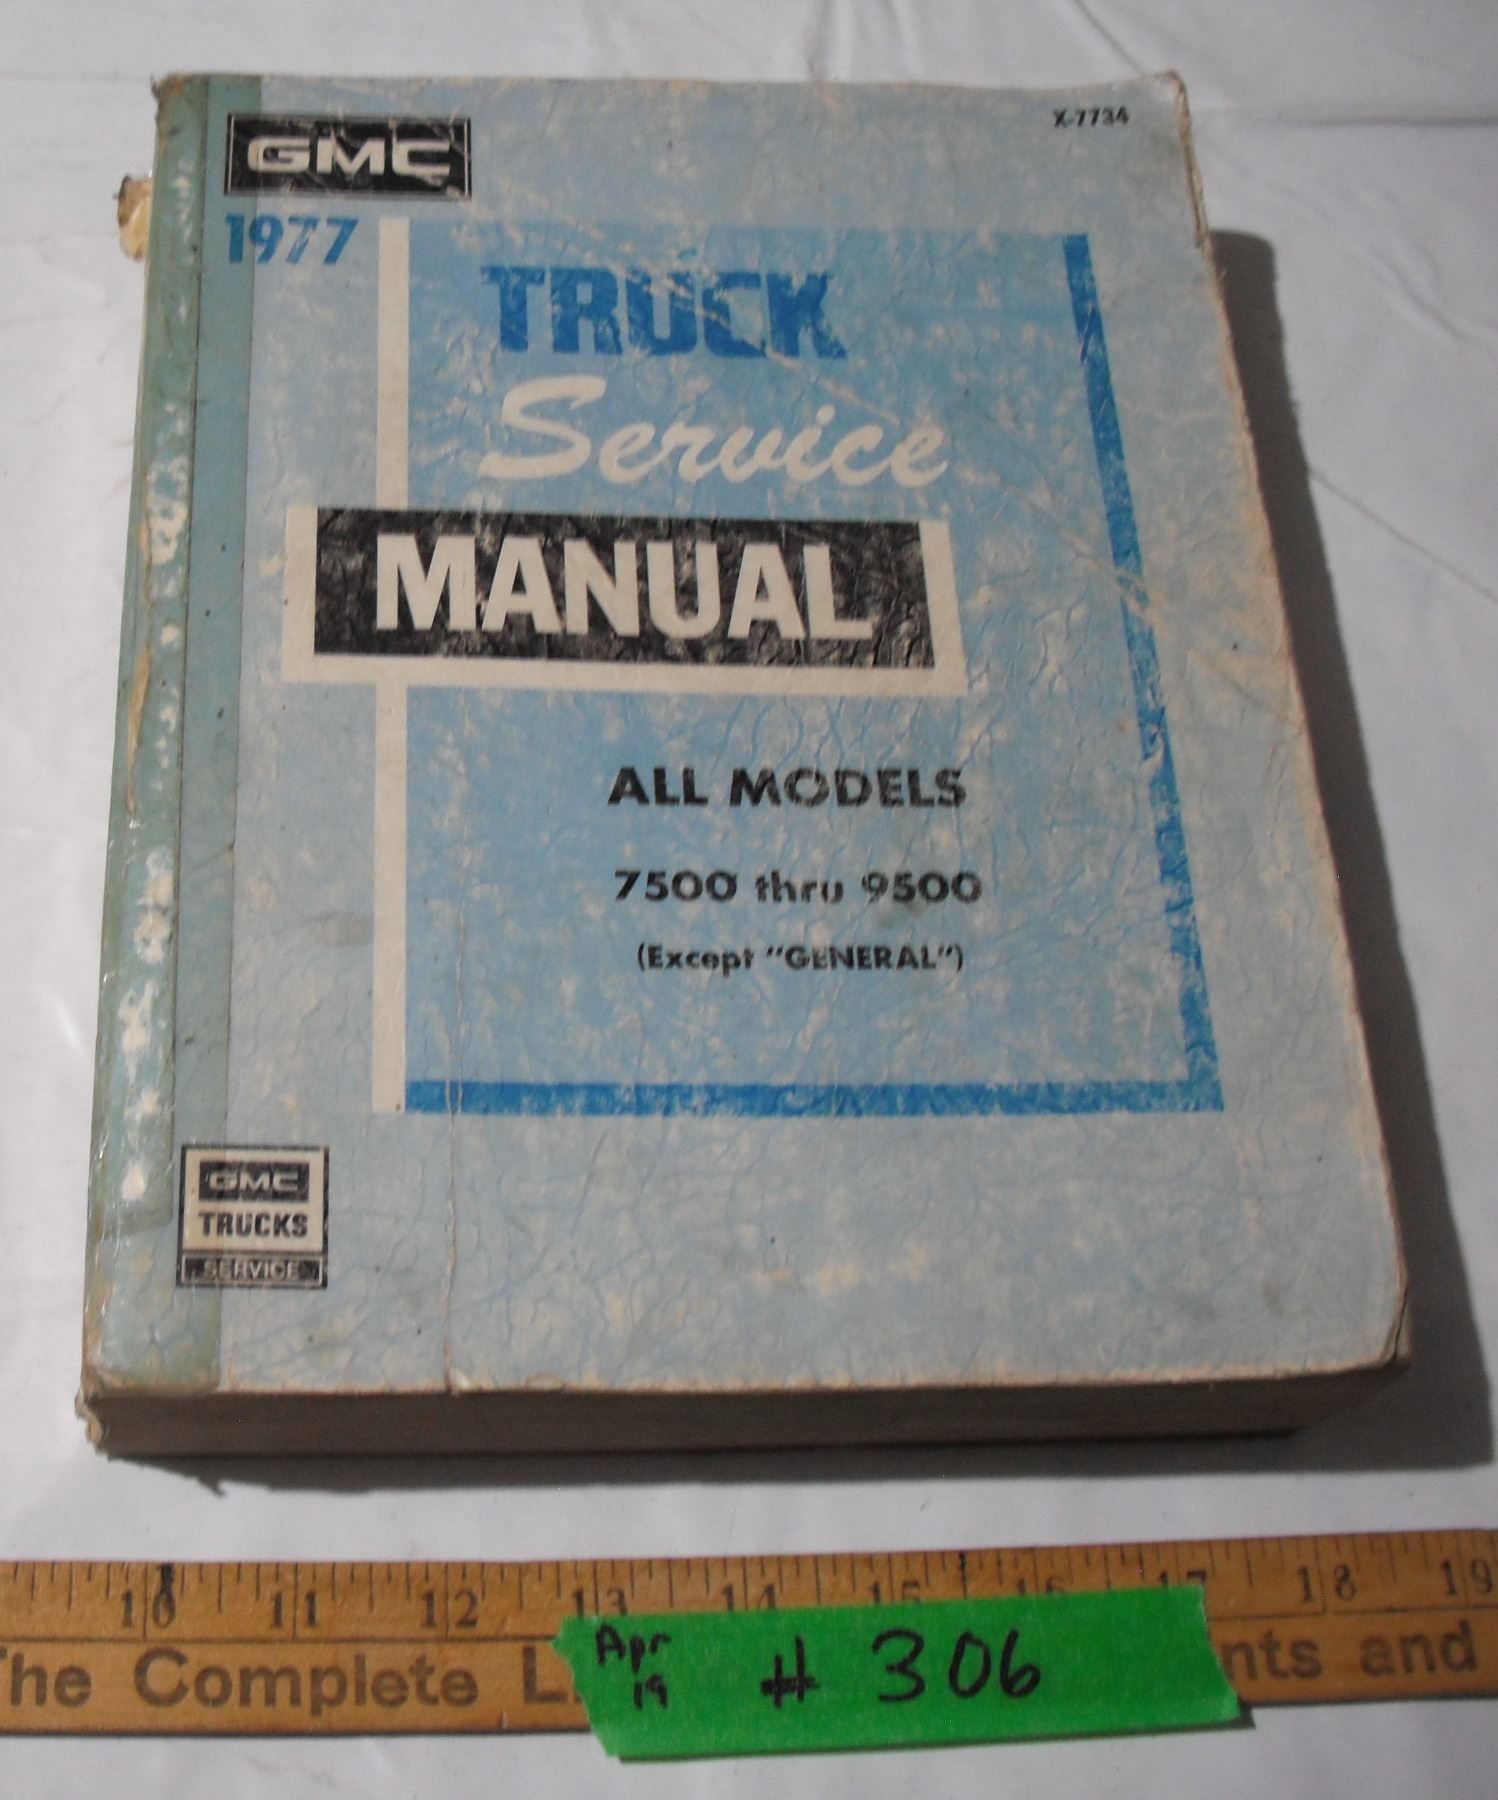 GMC
X-7734
1977
TRUCK
Service
MANUAL
ALL MODELS
7500 thru 9500
(Except "GENERAL")
GMC
TRUCKS
SERVICE
10 11 12 13 14 15 16 17 18 19
The Complete
nts and
Apr
19
# 306